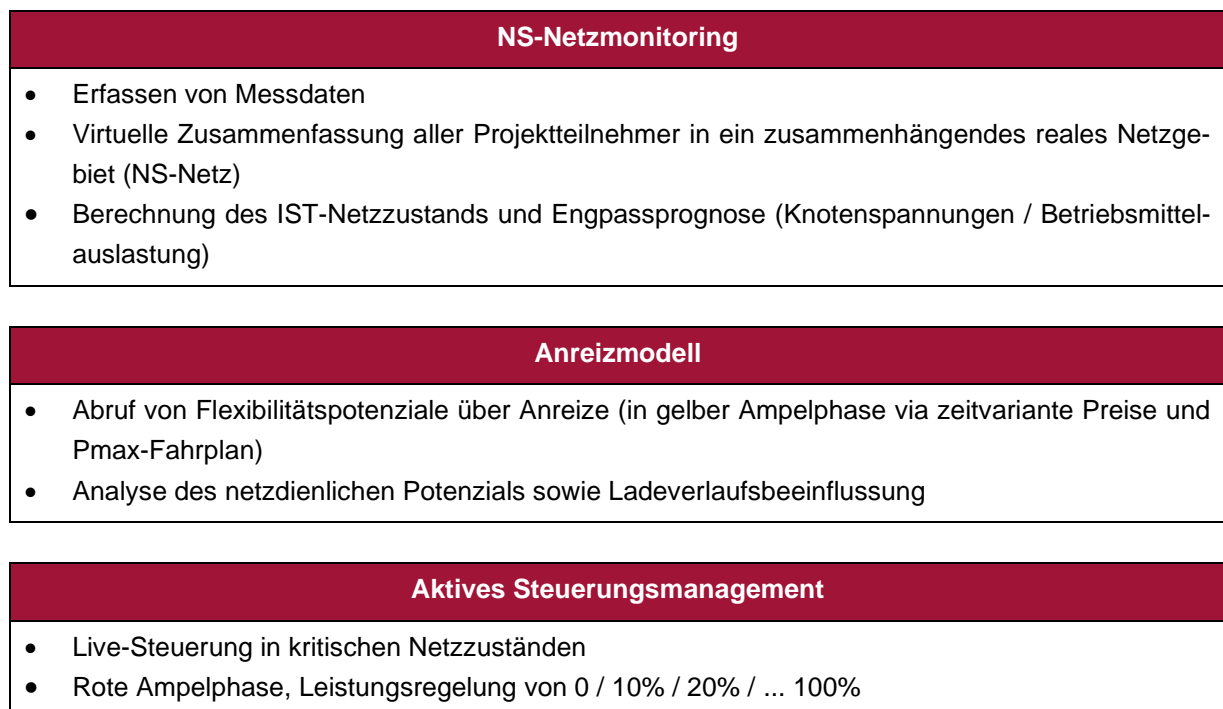 NS-Netzmonitoring
• Erfassen von Messdaten
• Virtuelle Zusammenfassung aller Projektteilnehmer in ein zusammenhängendes reales Netzge-
biet (NS-Netz)
• Berechnung des IST-Netzzustands und Engpassprognose (Knotenspannungen / Betriebsmittel-
auslastung)
Anreizmodell
• Abruf von Flexibilitätspotenziale über Anreize (in gelber Ampelphase via zeitvariante Preise und
Pmax-Fahrplan)
• Analyse des netzdienlichen Potenzials sowie Ladeverlaufsbeeinflussung
Aktives Steuerungsmanagement
• Live-Steuerung in kritischen Netzzuständen
• Rote Ampelphase, Leistungsregelung von 0 / 10% / 20% / ... 100%